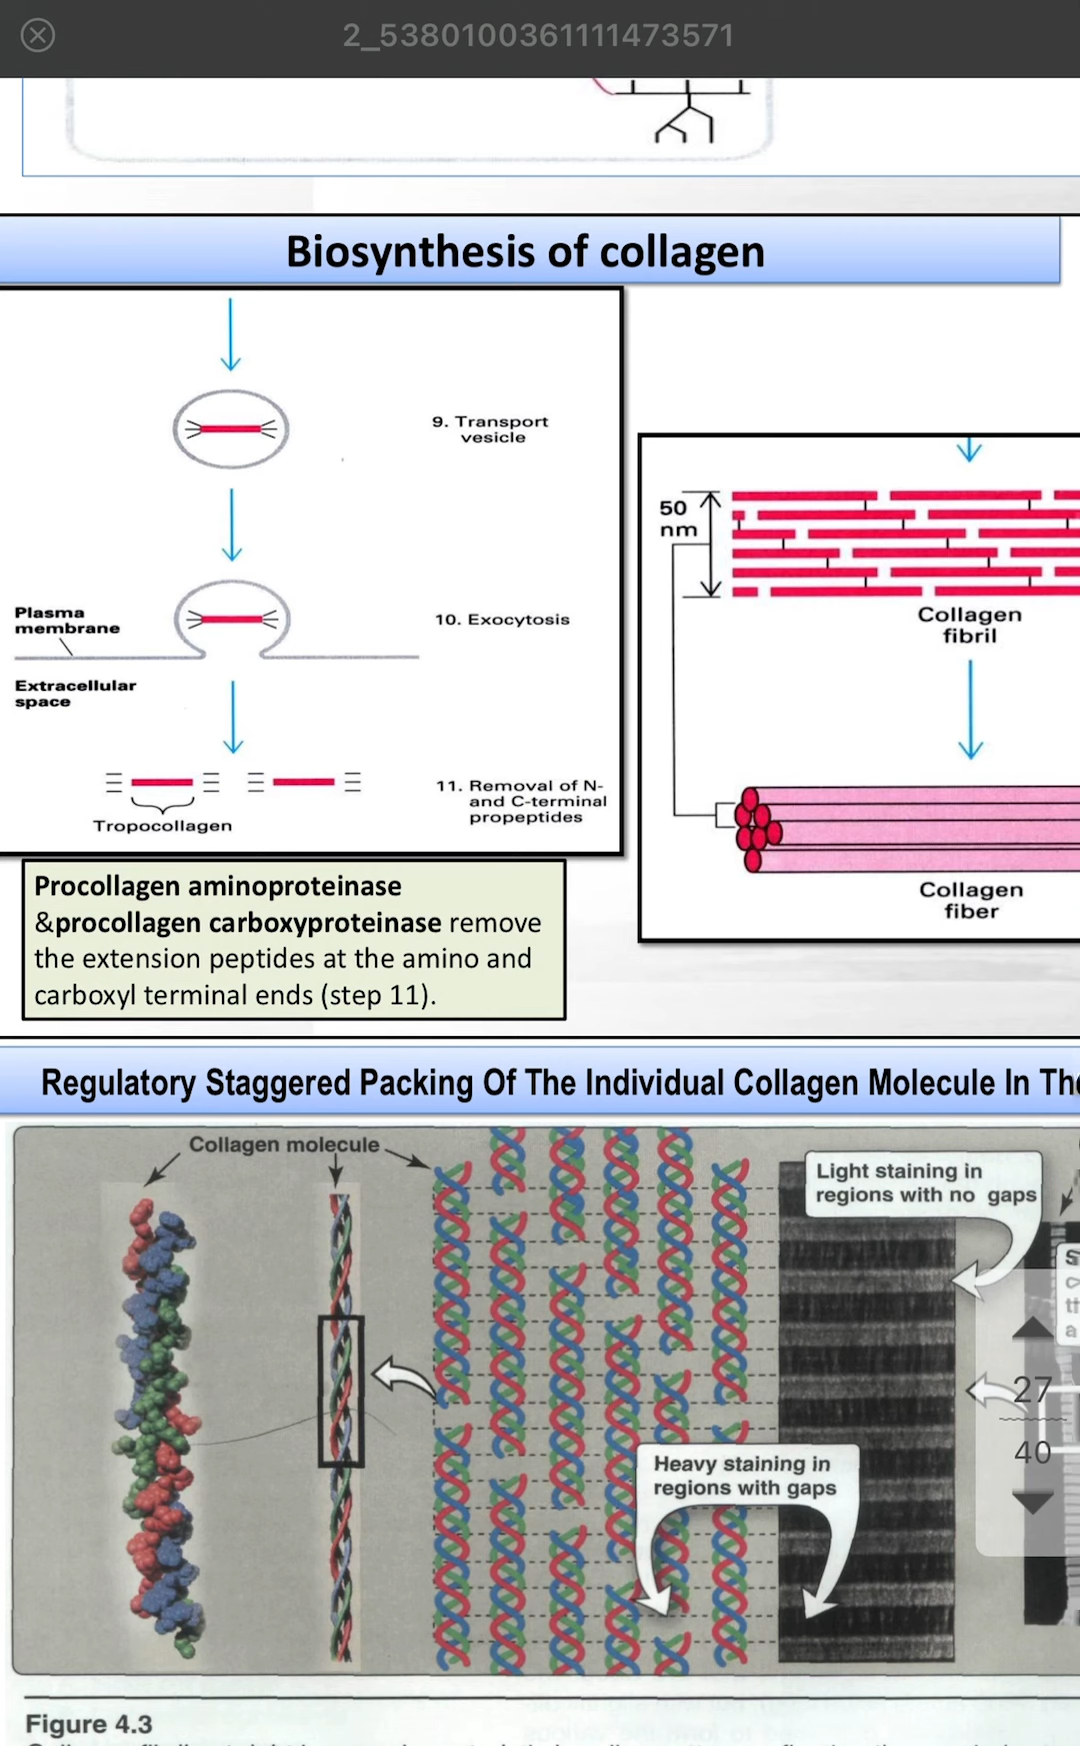 2_5380100361111473571
Biosynthesis of collagen
9. Transport
vesicle
Plasma
membrane
10. Exocytosis
Extracellular
space
11. Removal of N-
and C-terminal
propeptides
Tropocollagen
50
nm
Collagen
fibril
Collagen
fiber
Procollagen aminoproteinase
&procollagen carboxyproteinase remove
the extension peptides at the amino and
carboxyl terminal ends (step 11).
Regulatory Staggered Packing Of The Individual Collagen Molecule In
Collagen molecule
Light staining in
regions with no gaps
27
40
Heavy staining in
regions with gaps
Figure 4.3